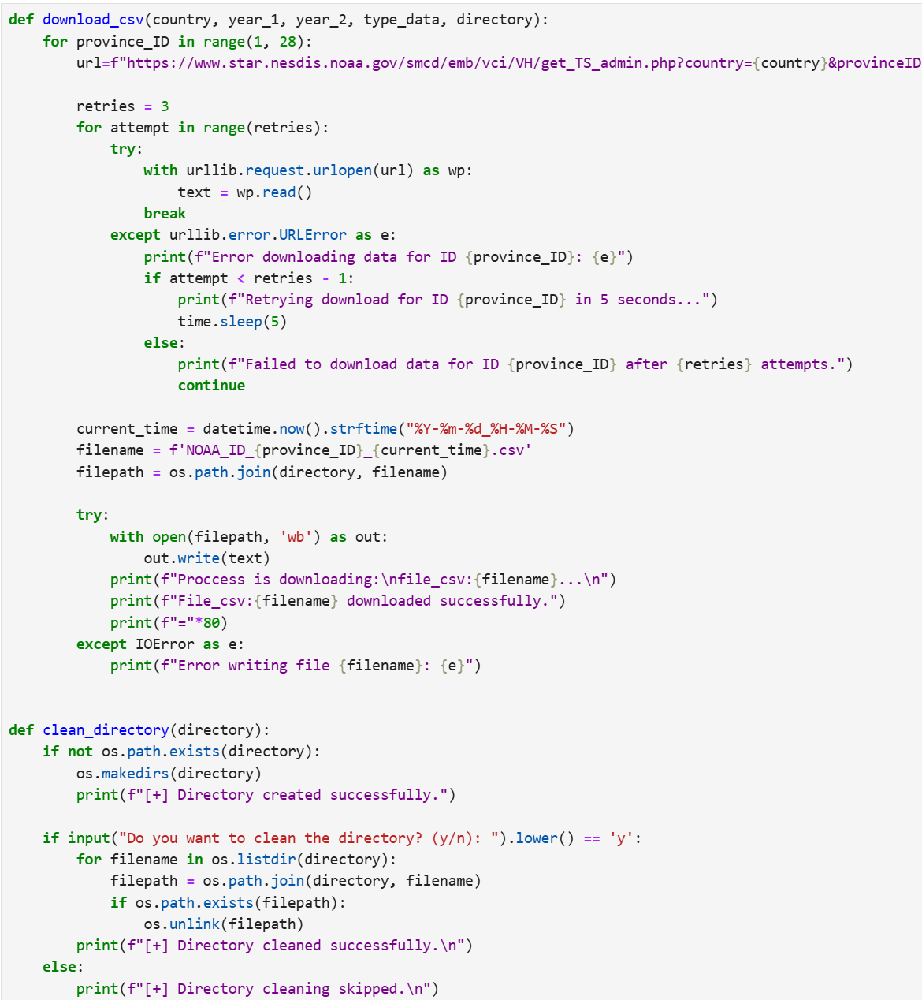 def download_csv(country, year_1, year_2, type_data, directory):
    for province_ID in range(1, 28):
        url=f"https://www.star.nesdis.noaa.gov/smcd/emb/vci/VH/get_TS_admin.php?country={country}&provinceID

        retries = 3
        for attempt in range(retries):
            try:
                with urllib.request.urlopen(url) as wp:
                    text = wp.read()
                break
            except urllib.error.URLError as e:
                print(f"Error downloading data for ID {province_ID}: {e}")
                if attempt < retries - 1:
                    print(f"Retrying download for ID {province_ID} in 5 seconds...")
                    time.sleep(5)
                else:
                    print(f"Failed to download data for ID {province_ID} after {retries} attempts.")
                    continue

        current_time = datetime.now().strftime("%Y-%m-%d_%H-%M-%S")
        filename = f'NOAA_ID_{province_ID}_{current_time}.csv'
        filepath = os.path.join(directory, filename)

        try:
            with open(filepath, 'wb') as out:
                out.write(text)
            print(f"Proccess is downloading:\nfile_csv:{filename}...\n")
            print(f"File_csv:{filename} downloaded successfully.")
            print(f"="*80)
        except IOError as e:
            print(f"Error writing file {filename}: {e}")


def clean_directory(directory):
    if not os.path.exists(directory):
        os.makedirs(directory)
        print(f"[+] Directory created successfully.")

    if input("Do you want to clean the directory? (y/n): ").lower() == 'y':
        for filename in os.listdir(directory):
            filepath = os.path.join(directory, filename)
            if os.path.exists(filepath):
                os.unlink(filepath)
        print(f"[+] Directory cleaned successfully.\n")
    else:
        print(f"[+] Directory cleaning skipped.\n")